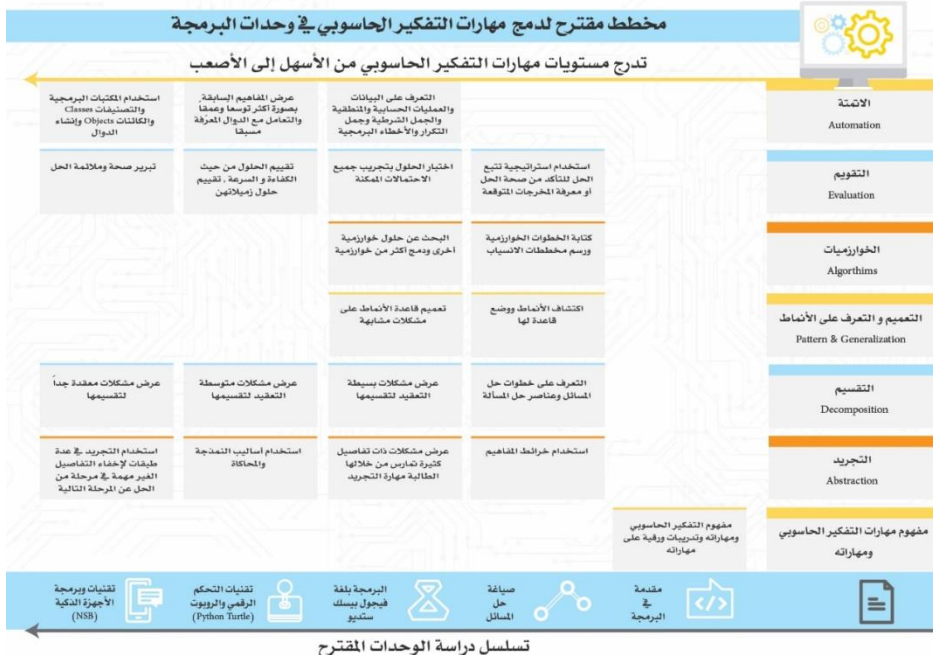 مخطط مقترح لدمج مهارات التفكير الحاسوبي في وحدات البرمجة
تدرج مستويات مهارات التفكير الحاسوبي من الأسهل إلى الأصعب
الاتمتة
Automation
التعرف على البيانات
والعمليات الحسابية والمنطقية
والجمل الشرطية وجمل
التكرار والأخطاء البرمجية
عرض المفاهيم السابقة
بصورة أكثر توسعا وعمقا
والتعامل مع الدوال المعرّفة
مسبقا
استخدام المكتبات البرمجية
والتصنيفات Classes
والكائنات Objects وإنشاء
الدوال
التقويم
Evaluation
استخدام استراتيجية تتبع
الحل للتأكد من صحة الحل
أو معرفة المخرجات المتوقعة
اختبار الحلول بتجريب جميع
الاحتمالات الممكنة
تقييم الحلول من حيث
الكفاءة و السرعة ، تقييم
حلول زميلاتهن
تبرير صحة وملائمة الحل
الخوارزميات
Algorthims
كتابة الخطوات الخوارزمية
ورسم مخططات الانسياب
البحث عن حلول خوارزمية
أخرى ودمج أكثر من خوارزمية
التعميم و التعرف على الأنماط
Pattern & Generalization
اكتشاف الأنماط ووضع
قاعدة لها
تعميم قاعدة الأنماط على
مشكلات مشابهة
التقسيم
Decomposition
التعرف على خطوات حل
المسائل وعناصر حل المسألة
عرض مشكلات بسيطة
التعقيد لتقسيمها
عرض مشكلات متوسطة
التعقيد لتقسيمها
عرض مشكلات معقدة جداً
لتقسيمها
التجريد
Abstraction
استخدام خرائط المفاهيم
عرض مشكلات ذات تفاصيل
كثيرة تمارس من خلالها
الطالبة مهارة التجريد
استخدام أساليب النمذجة
والمحاكاة
استخدام التجريد في عدة
طبقات لإخفاء التفاصيل
الغير مهمة في مرحلة من
الحل عن المرحلة التالية
مفهوم مهارات التفكير الحاسوبي
ومهاراته
مفهوم التفكير الحاسوبي
ومهاراته وتدريبات ورقية على
مهاراته
مقدمة
في
البرمجة
صياغة
حل
المسائل
البرمجة بلغة
فيجول بيسك
ستديو
تقنيات التحكم
الرقمي والروبوت
(Python Turtle)
تقنيات وبرمجة
الأجهزة الذكية
(NSB)
تسلسل دراسة الوحدات المقترح